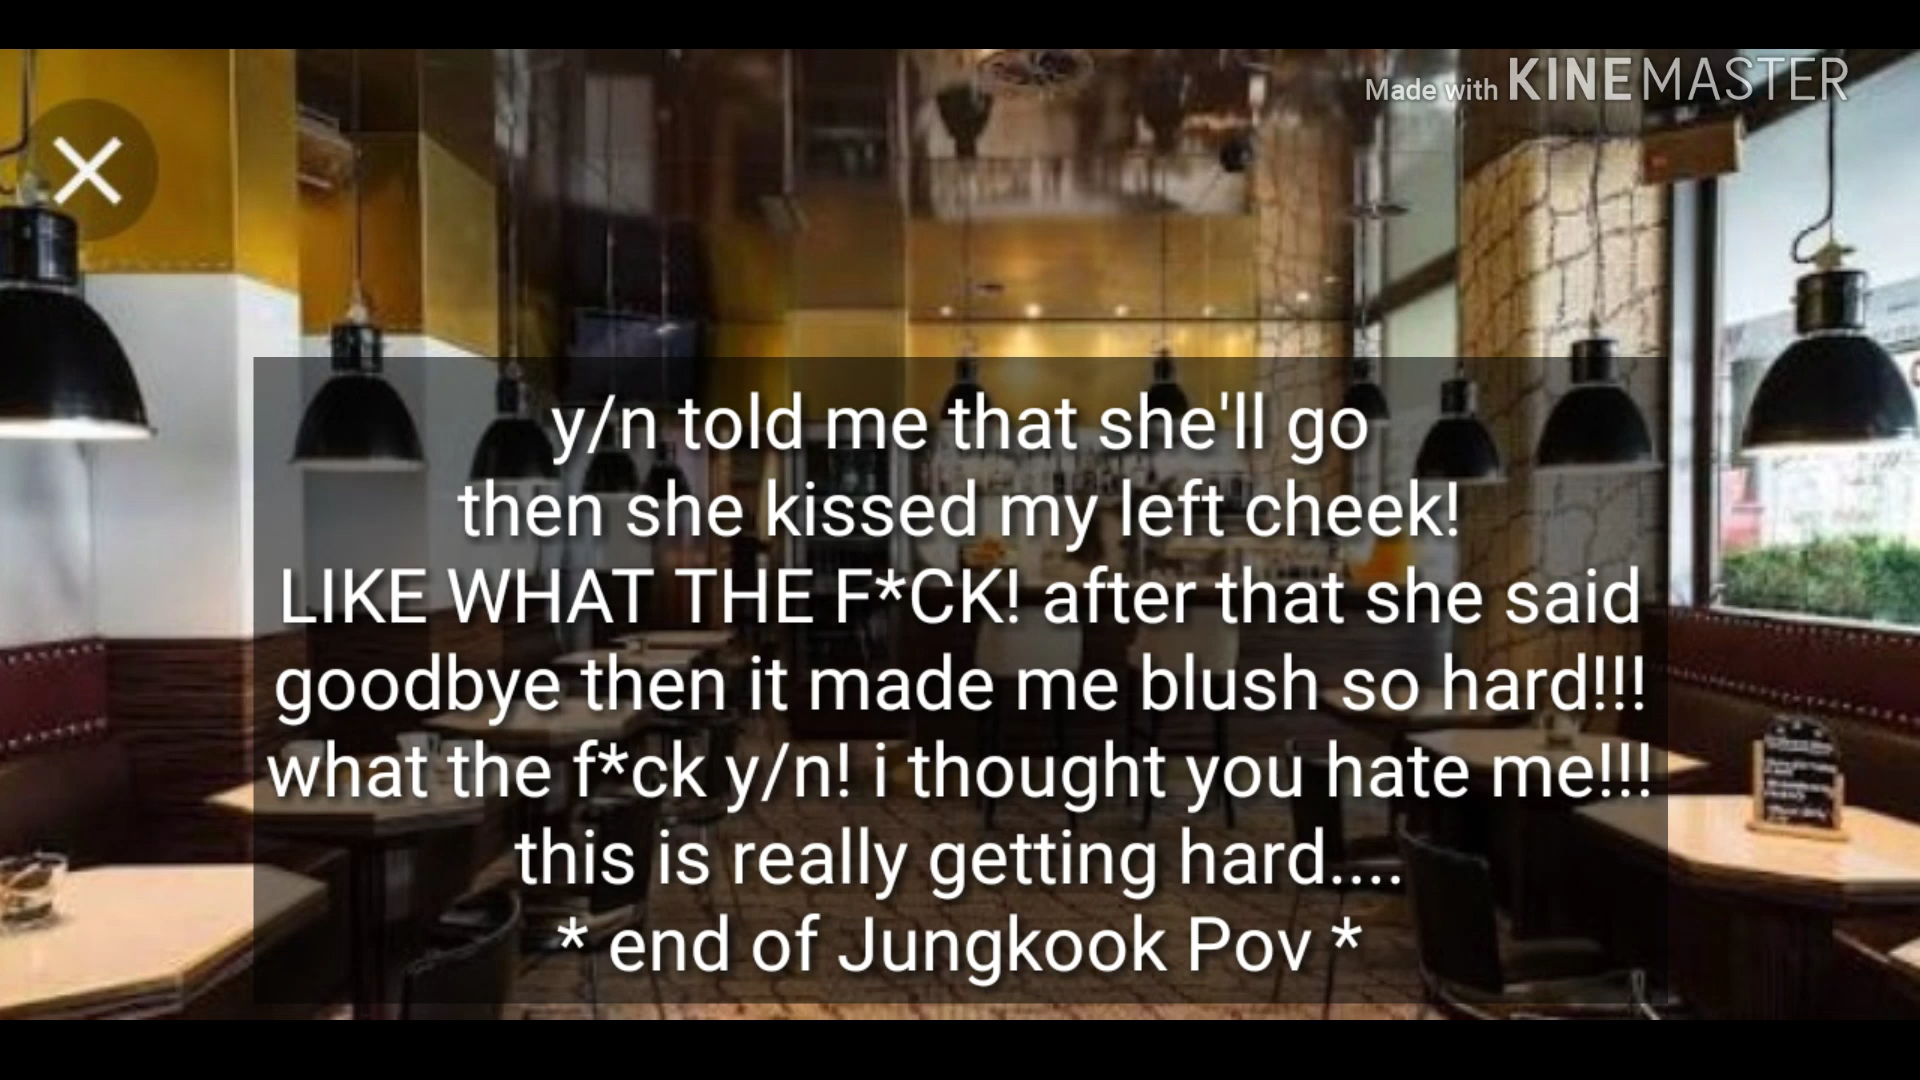 Made with KINEMASTER
y/n told me that she'll go
then she kissed my left cheek!
LIKE WHAT THE F*CK! after that she said
goodbye then it made me blush so hard!!!
what the f*ck y/n! i thought you hate me!!!
this is really getting hard....
* end of Jungkook Pov *